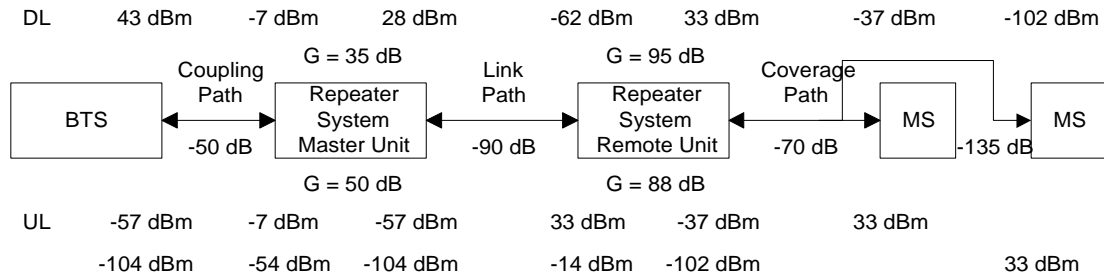 DL 43 dBm -7 dBm 28 dBm -62 dBm 33 dBm -37 dBm -102 dBm
G = 35 dB G = 95 dB
Coupling Path
Link Path
Coverage Path
BTS
Repeater System Master Unit
Repeater System Remote Unit
MS
MS
-50 dB -90 dB -70 dB -135 dB
G = 50 dB G = 88 dB
UL -57 dBm -7 dBm -57 dBm 33 dBm -37 dBm 33 dBm
-104 dBm -54 dBm -104 dBm -14 dBm -102 dBm 33 dBm